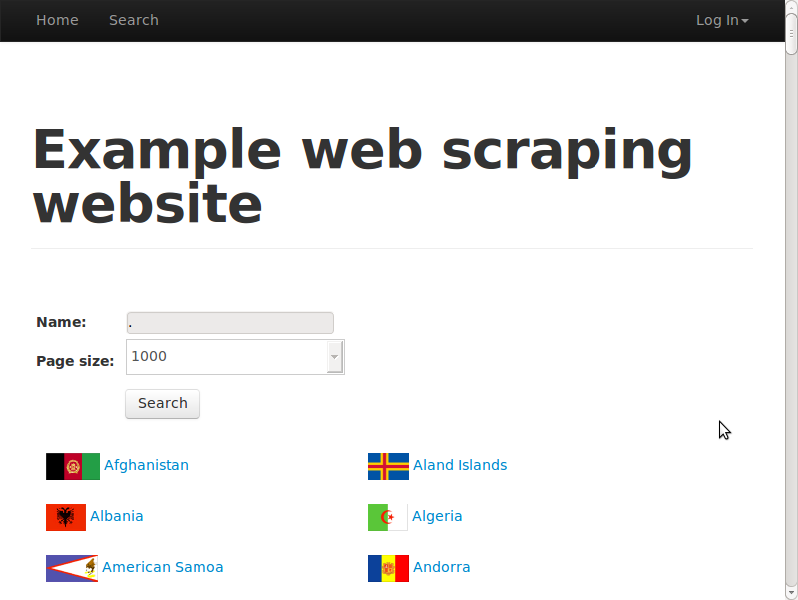 Home Search Log In
Example web scraping
website
Name: .
Page size: 1000
Search
Afghanistan Aland Islands
Albania Algeria
American Samoa Andorra